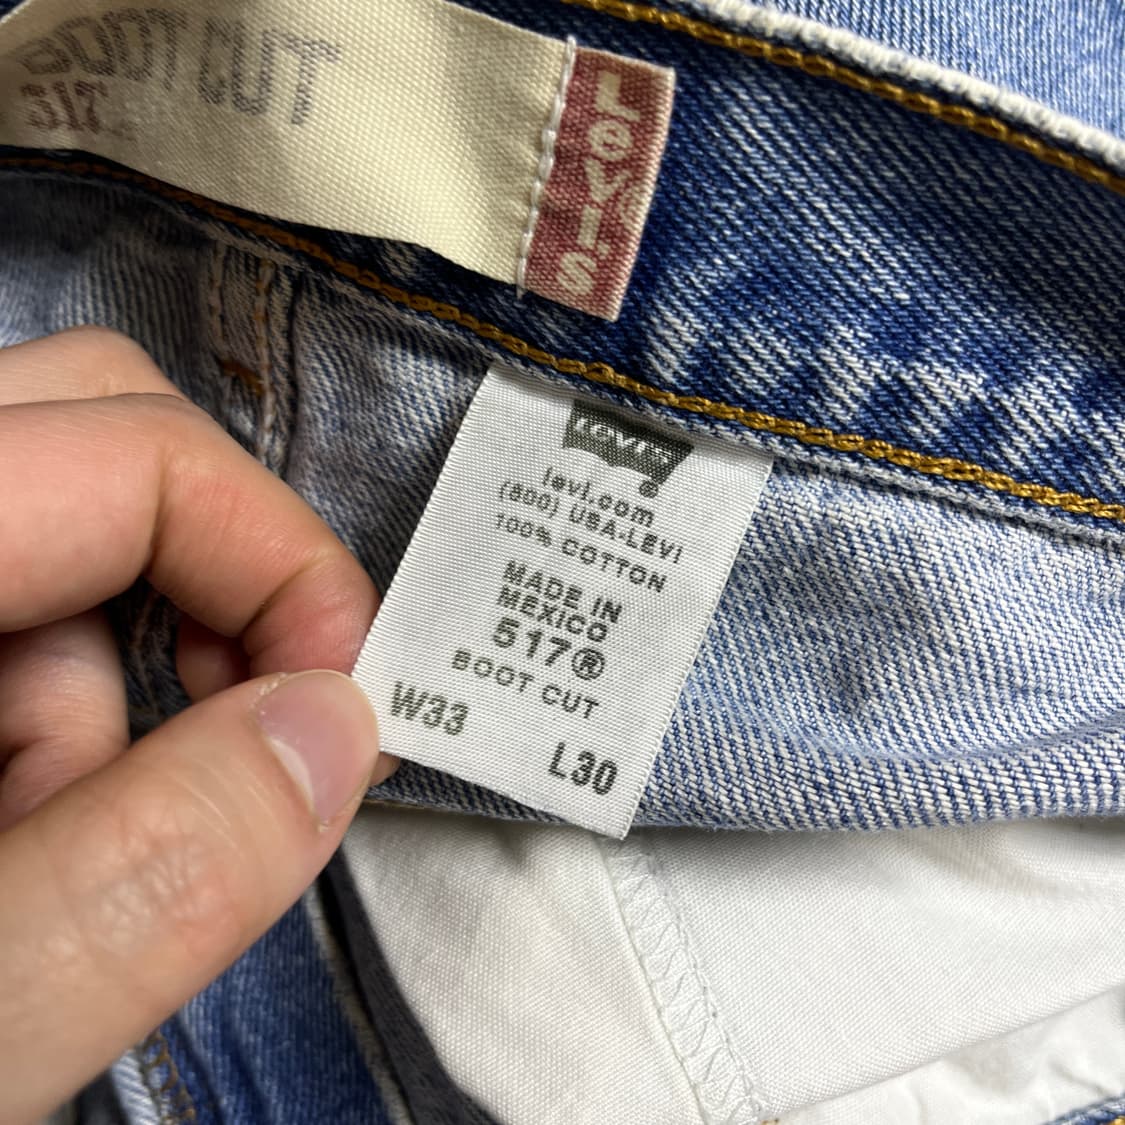 BOOT CUT
517
Levi's
Levi's
levi.com
(800) USA-LEVI
100% COTTON
MADE IN
MEXICO
517®
BOOT CUT
W33
L30